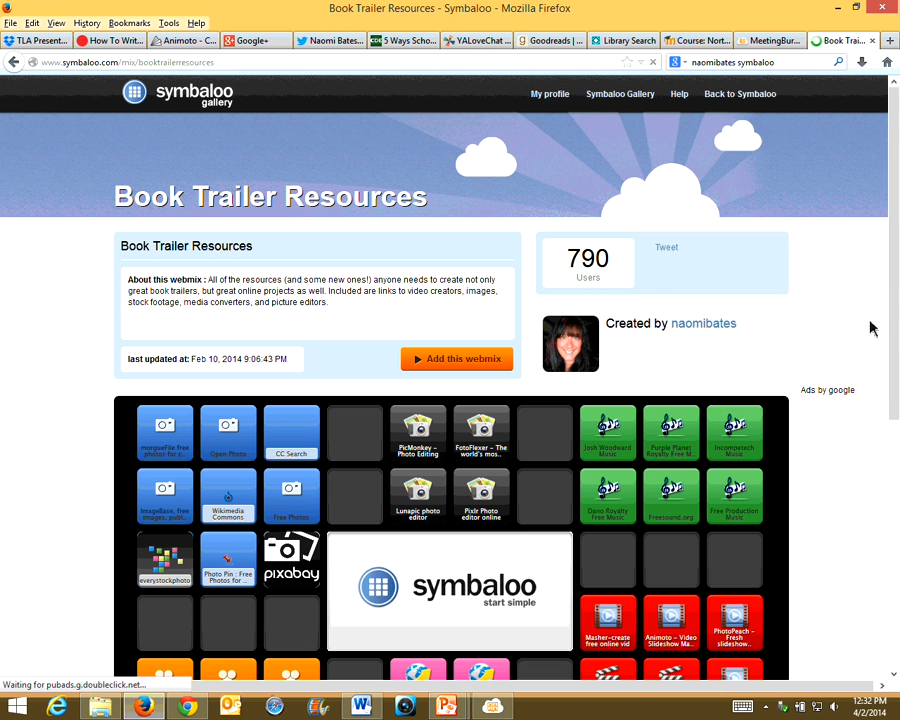 Book Trailer Resources - Symbaloo - Mozilla Firefox
File Edit View History Bookmarks Tools Help
TLA Present... How To Writ... Animoto - C... Google+ Naomi Bates... 5 Ways Scho... YALoveChat ... Goodreads | ... Library Search Course: Nort... MeetingBur... Book Trai...
www.symbaloo.com/mix/booktrailerresources
naomibates symbaloo
symbaloo
gallery
My profile Symbaloo Gallery Help Back to Symbaloo
Book Trailer Resources
Book Trailer Resources
About this webmix : All of the resources (and some new ones!) anyone needs to create not only
great book trailers, but great online projects as well. Included are links to video creators, images,
stock footage, media converters, and picture editors.
last updated at: Feb 10, 2014 9:06:43 PM
Add this webmix
790
Users
Tweet
Created by naomibates
Ads by google
morgueFile free
photos for c...
Open Photo
CC Search
PicMonkey -
Photo Editing
FotoFlexer - The
world's mos...
Josh Woodward
Music
Purple Planet
Royalty Free M...
Incompetech
Music
ImageBase, free
images, publ...
Wikimedia
Commons
Free Photos
Lunapic photo
editor
Pixlr Photo
editor online
Dano Royalty
Free Music
Freesound.org
Free Production
Music
everystockphoto
Photo Pin : Free
Photos for ...
pixabay
symbaloo
start simple
Masher-create
free online vid
Animoto - Video
Slideshow Ma...
PhotoPeach -
Fresh
slideshow...
Waiting for pubads.g.doubleclick.net...
12:32 PM
4/2/2014